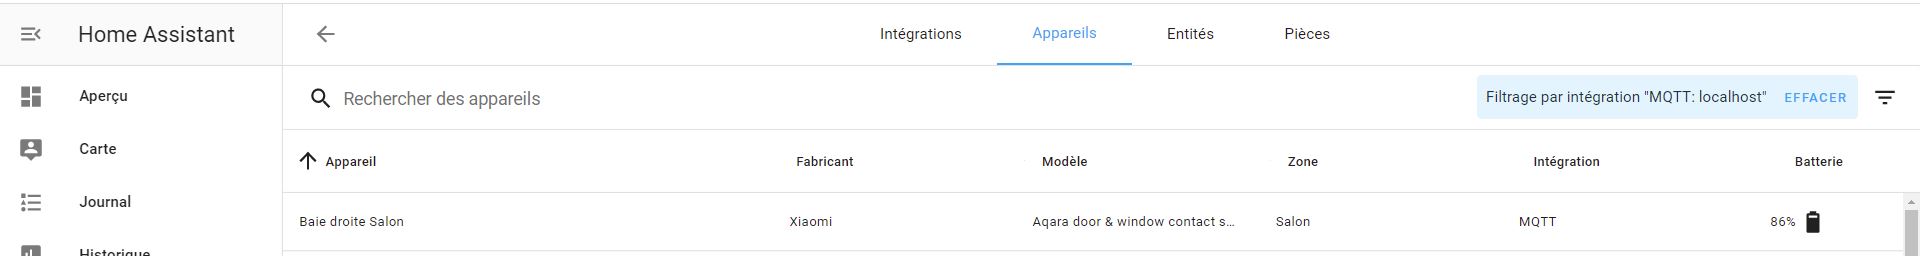 Home Assistant
Intégrations Appareils Entités Pièces
Aperçu
Rechercher des appareils
Filtrage par intégration "MQTT: localhost" EFFACER
Carte
Appareil Fabricant Modèle Zone Intégration Batterie
Journal
Baie droite Salon Xiaomi Aqara door & window contact s... Salon MQTT 86%
Historique